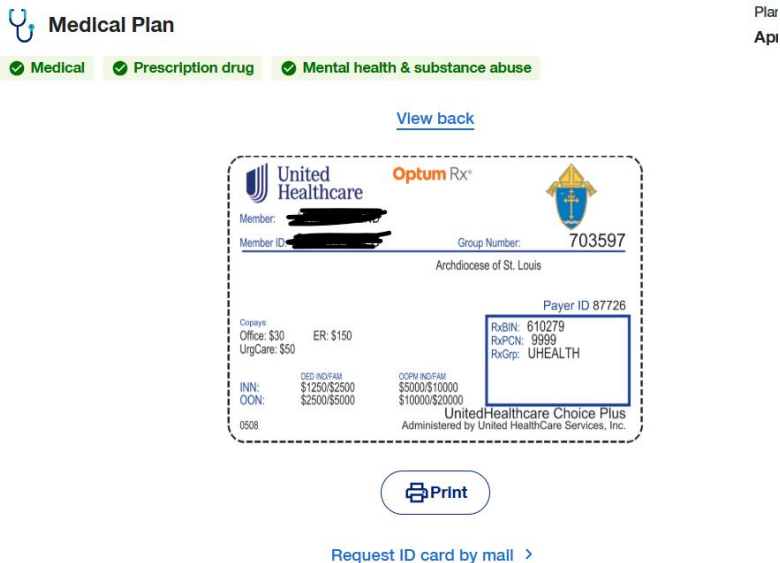 Medical Plan
Medical
Prescription drug
Mental health & substance abuse
View back
United
Healthcare
Optum Rx®
Member:
Member ID:
Group Number: 703597
Archdiocese of St. Louis
Payer ID 87726
Copays:
Office: $30 ER: $150
UrgCare: $50
RxBIN: 610279
RxPCN: 9999
RxGrp: UHEALTH
DED IND/FAM OOPM IND/FAM
INN: $1250/$2500 $5000/$10000
OON: $2500/$5000 $10000/$20000
UnitedHealthcare Choice Plus
0508 Administered by United HealthCare Services, Inc.
Print
Request ID card by mail